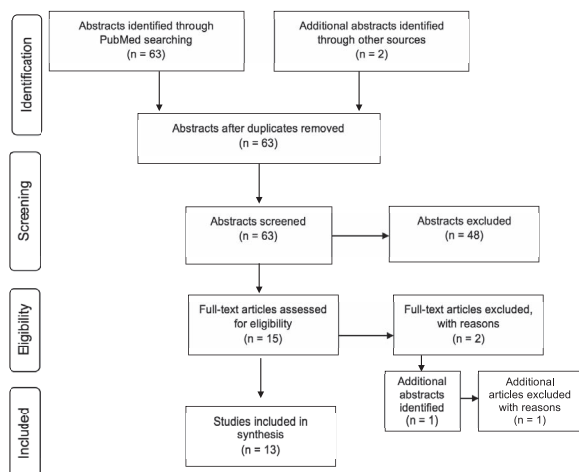 Identification
Abstracts identified through
PubMed searching
(n = 63)
Additional abstracts identified
through other sources
(n = 2)
Abstracts after duplicates removed
(n = 63)
Screening
Abstracts screened
(n = 63)
Abstracts excluded
(n = 48)
Eligibility
Full-text articles assessed
for eligibility
(n = 15)
Full-text articles excluded,
with reasons
(n = 2)
Additional
abstracts
identified
(n = 1)
Additional
articles excluded
with reasons
(n = 1)
Included
Studies included in
synthesis
(n = 13)